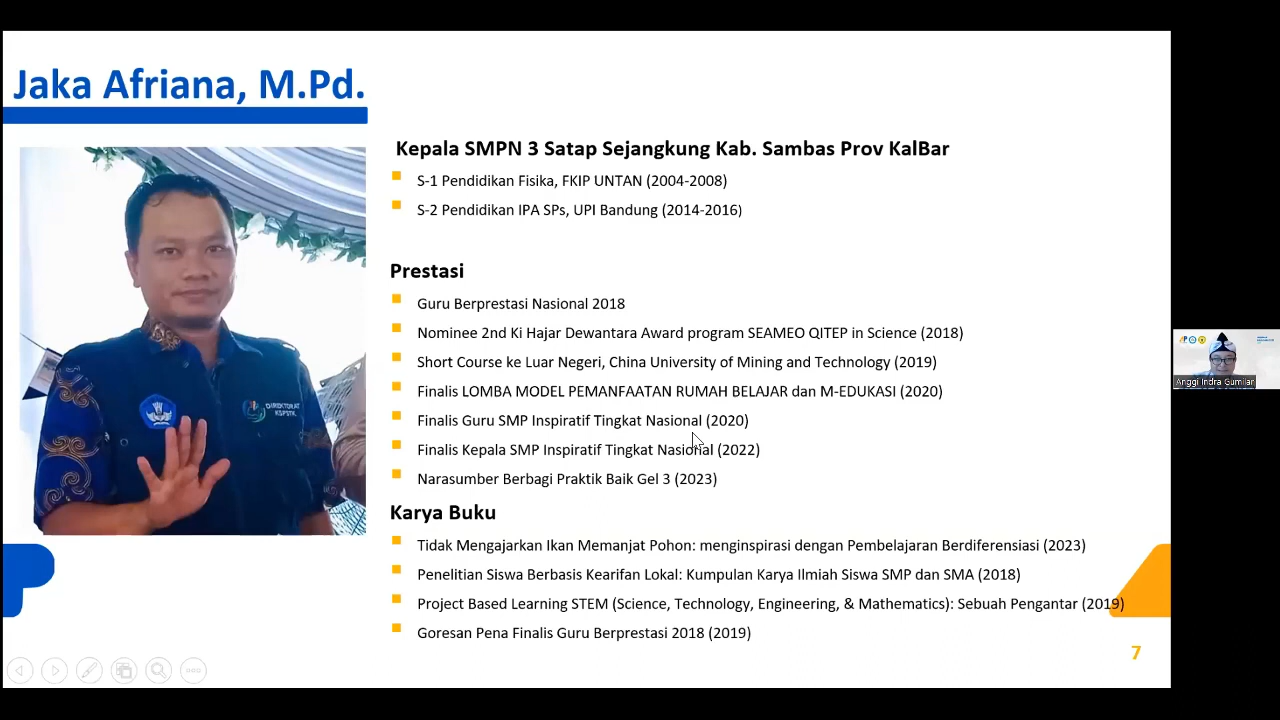 Jaka Afriana, M.Pd.
Kepala SMPN 3 Satap Sejangkung Kab. Sambas Prov KalBar
S-1 Pendidikan Fisika, FKIP UNTAN (2004-2008)
S-2 Pendidikan IPA SPs, UPI Bandung (2014-2016)
Prestasi
Guru Berprestasi Nasional 2018
Nominee 2nd Ki Hajar Dewantara Award program SEAMEO QITEP in Science (2018)
Short Course ke Luar Negeri, China University of Mining and Technology (2019)
Finalis LOMBA MODEL PEMANFAATAN RUMAH BELAJAR dan M-EDUKASI (2020)
Finalis Guru SMP Inspiratif Tingkat Nasional (2020)
Finalis Kepala SMP Inspiratif Tingkat Nasional (2022)
Narasumber Berbagi Praktik Baik Gel 3 (2023)
Karya Buku
Tidak Mengajarkan Ikan Memanjat Pohon: menginspirasi dengan Pembelajaran Berdiferensiasi (2023)
Penelitian Siswa Berbasis Kearifan Lokal: Kumpulan Karya Ilmiah Siswa SMP dan SMA (2018)
Project Based Learning STEM (Science, Technology, Engineering, & Mathematics): Sebuah Pengantar (2019)
Goresan Pena Finalis Guru Berprestasi 2018 (2019)
7
DIREKTORAT
KSPSTK
Anggi Indra Gumilar